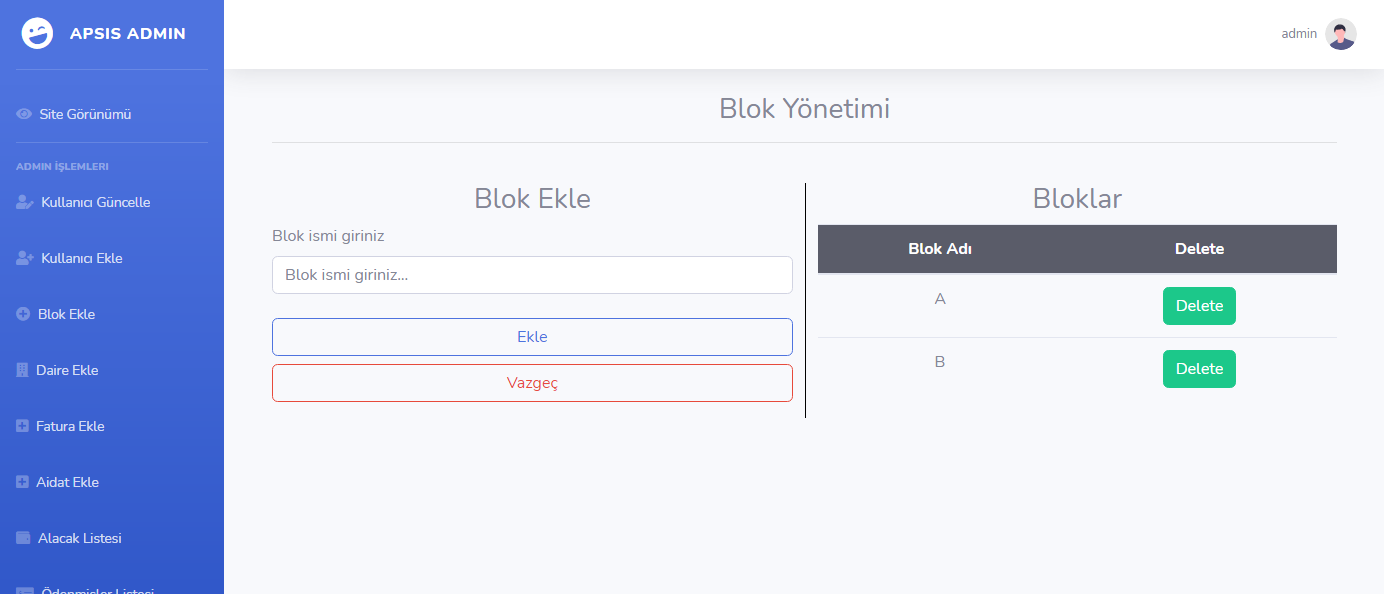 APSIS ADMIN
admin
Site Görünümü
ADMIN İŞLEMLERI
Kullanıcı Güncelle
Kullanıcı Ekle
Blok Ekle
Daire Ekle
Fatura Ekle
Aidat Ekle
Alacak Listesi
Ödenmişler Listesi
Blok Yönetimi
Blok Ekle
Blok ismi giriniz
Blok ismi giriniz...
Ekle
Vazgeç
Bloklar
Blok Adı Delete
A Delete
B Delete